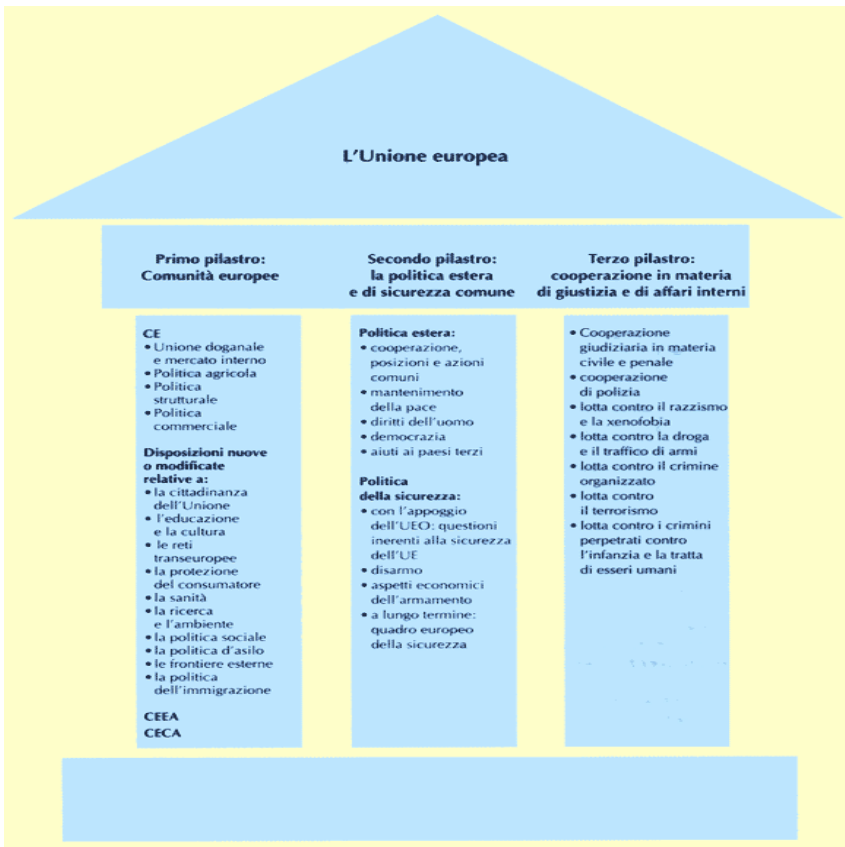 L'Unione europea
Primo pilastro:
Comunità europee
Secondo pilastro:
la politica estera
e di sicurezza comune
Terzo pilastro:
cooperazione in materia
di giustizia e di affari interni
CE
• Unione doganale
e mercato interno
• Politica agricola
• Politica
strutturale
• Politica
commerciale
Disposizioni nuove
o modificate
relative a:
• la cittadinanza
dell'Unione
• l'educazione
e la cultura
• le reti
transeuropee
• la protezione
del consumatore
• la sanità
• la ricerca
e l'ambiente
• la politica sociale
• la politica d'asilo
• le frontiere esterne
• la politica
dell'immigrazione
CEEA
CECA
Politica estera:
• cooperazione,
posizioni e azioni
comuni
• mantenimento
della pace
• diritti dell'uomo
• democrazia
• aiuti ai paesi terzi
Politica
della sicurezza:
• con l'appoggio
dell'UEO: questioni
inerenti alla sicurezza
dell'UE
• disarmo
• aspetti economici
dell'armamento
• a lungo termine:
quadro europeo
della sicurezza
• Cooperazione
giudiziaria in materia
civile e penale
• cooperazione
di polizia
• lotta contro il razzismo
e la xenofobia
• lotta contro la droga
e il traffico di armi
• lotta contro il crimine
organizzato
• lotta contro
il terrorismo
• lotta contro i crimini
perpetrati contro
l'infanzia e la tratta
di esseri umani